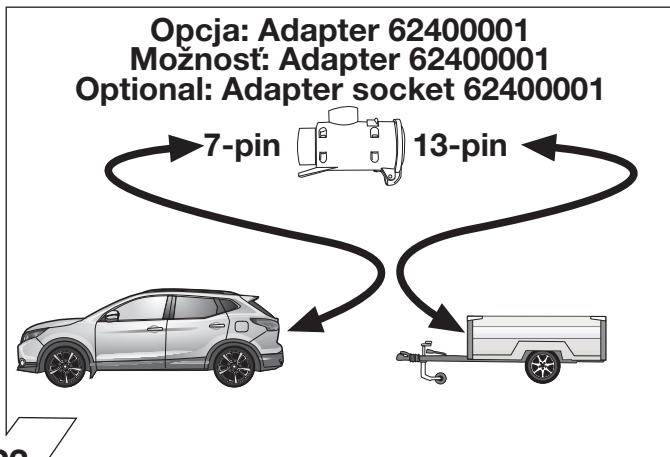 Opcja: Adapter 62400001
Možnosť: Adapter 62400001
Optional: Adapter socket 62400001
7-pin 13-pin